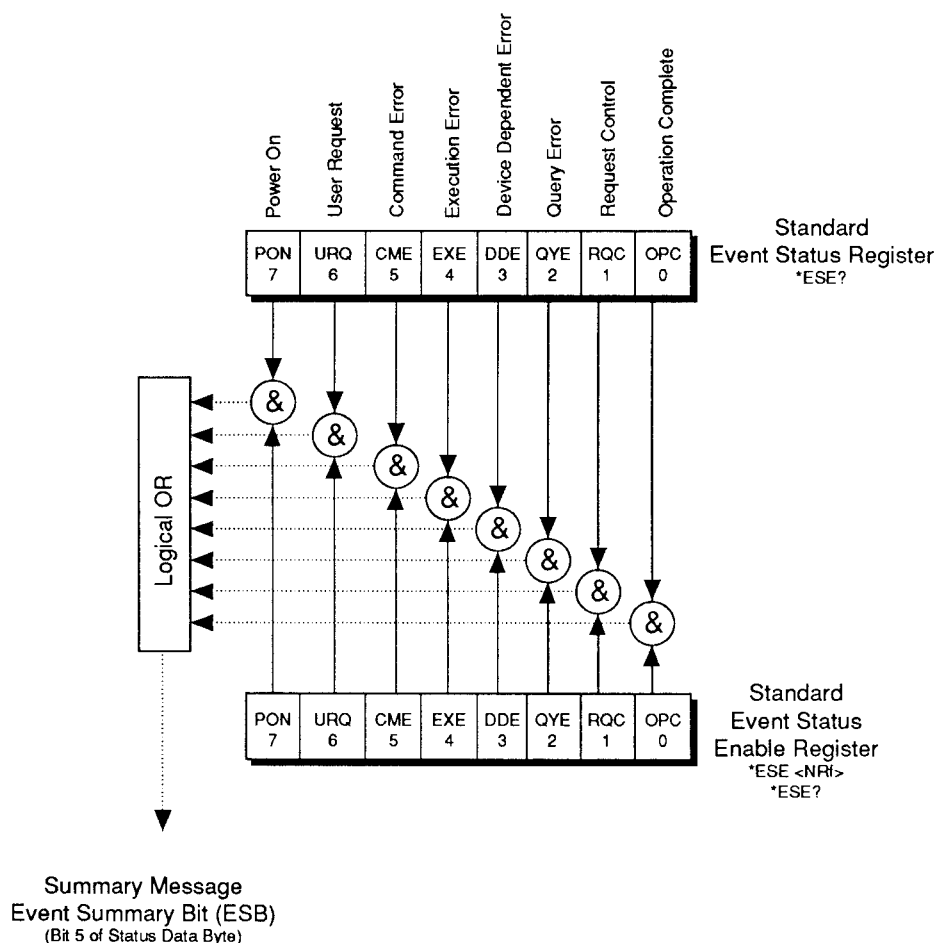 Power On
User Request
Command Error
Execution Error
Device Dependent Error
Query Error
Request Control
Operation Complete
PON URQ CME EXE DDE QYE RQC OPC
7 6 5 4 3 2 1 0
Standard
Event Status Register
*ESE?
&
&
&
&
&
&
&
&
Logical OR
PON URQ CME EXE DDE QYE RQC OPC
7 6 5 4 3 2 1 0
Standard
Event Status
Enable Register
*ESE <NRf>
*ESE?
Summary Message
Event Summary Bit (ESB)
(Bit 5 of Status Data Byte)